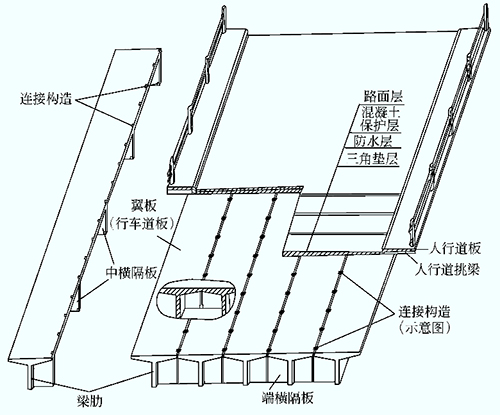 连接构造
路面层
混凝土
保护层
防水层
三角垫层
翼板
(行车道板)
中横隔板
人行道板
人行道挑梁
连接构造
(示意图)
梁肋
端横隔板